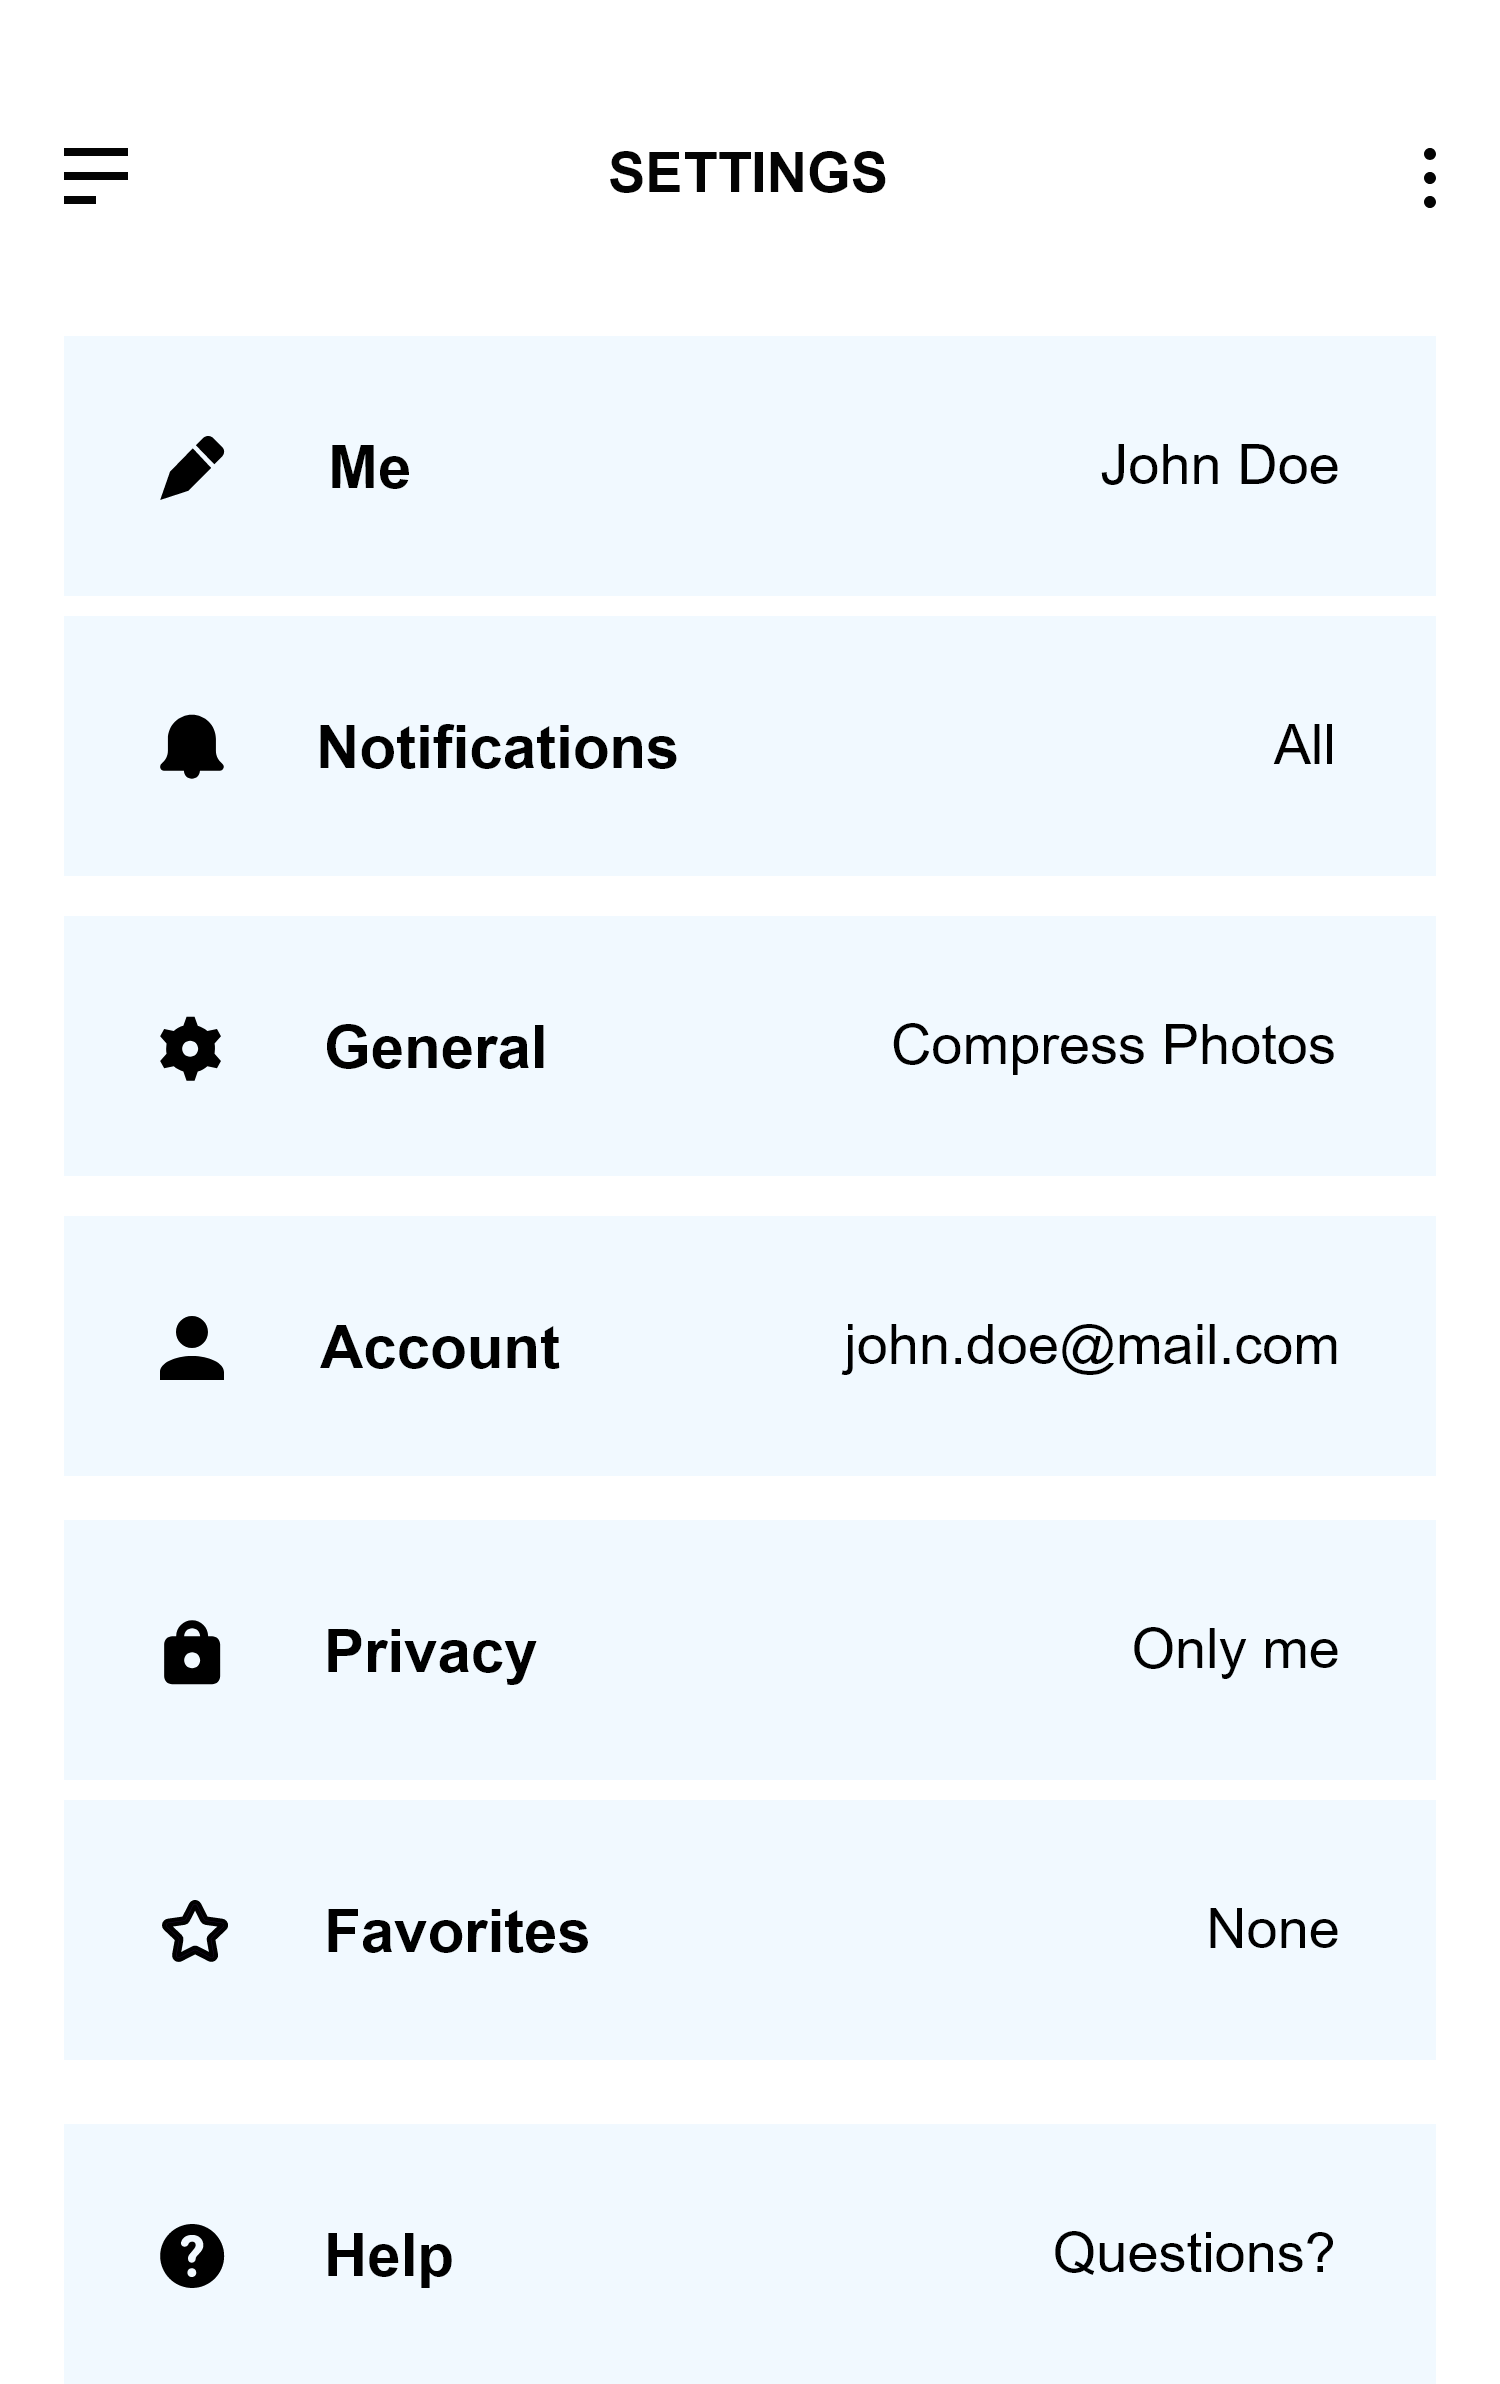 SETTINGS
Me John Doe
Notifications All
General Compress Photos
Account john.doe@mail.com
Privacy Only me
Favorites None
Help Questions?